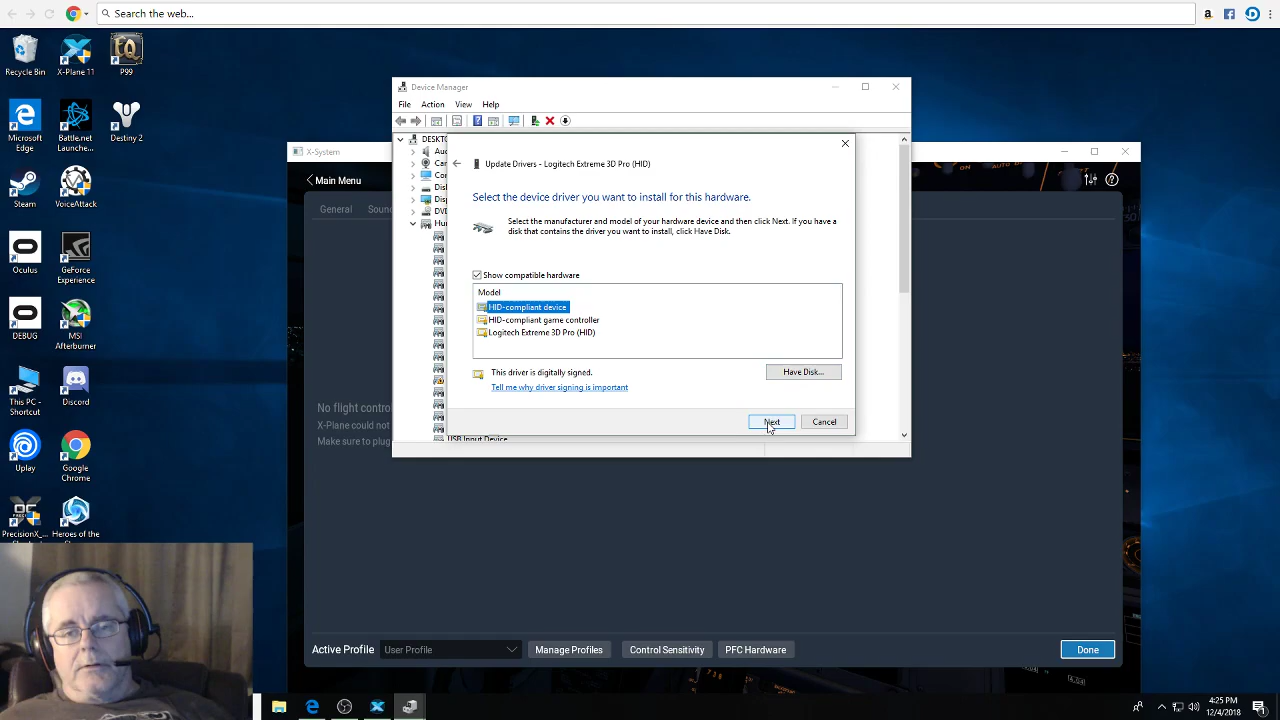 Search the web...
Recycle Bin
X-Plane 11
P99
Microsoft Edge
Battle.net Launche...
Destiny 2
Steam
VoiceAttack
Oculus
GeForce Experience
DEBUG
MSI Afterburner
This PC - Shortcut
Discord
Uplay
Google Chrome
PrecisionX_...
Heroes of the
Device Manager
File Action View Help
DESKT
X-System
Main Menu
General Sound
Update Drivers - Logitech Extreme 3D Pro (HID)
Select the device driver you want to install for this hardware.
Select the manufacturer and model of your hardware device and then click Next. If you have a
disk that contains the driver you want to install, click Have Disk.
Show compatible hardware
Model
HID-compliant device
HID-compliant game controller
Logitech Extreme 3D Pro (HID)
This driver is digitally signed.
Have Disk...
Tell me why driver signing is important
Next Cancel
USB Input Device
No flight contro
X-Plane could not
Make sure to plug
Active Profile User Profile Manage Profiles Control Sensitivity PFC Hardware Done
4:25 PM
12/4/2018